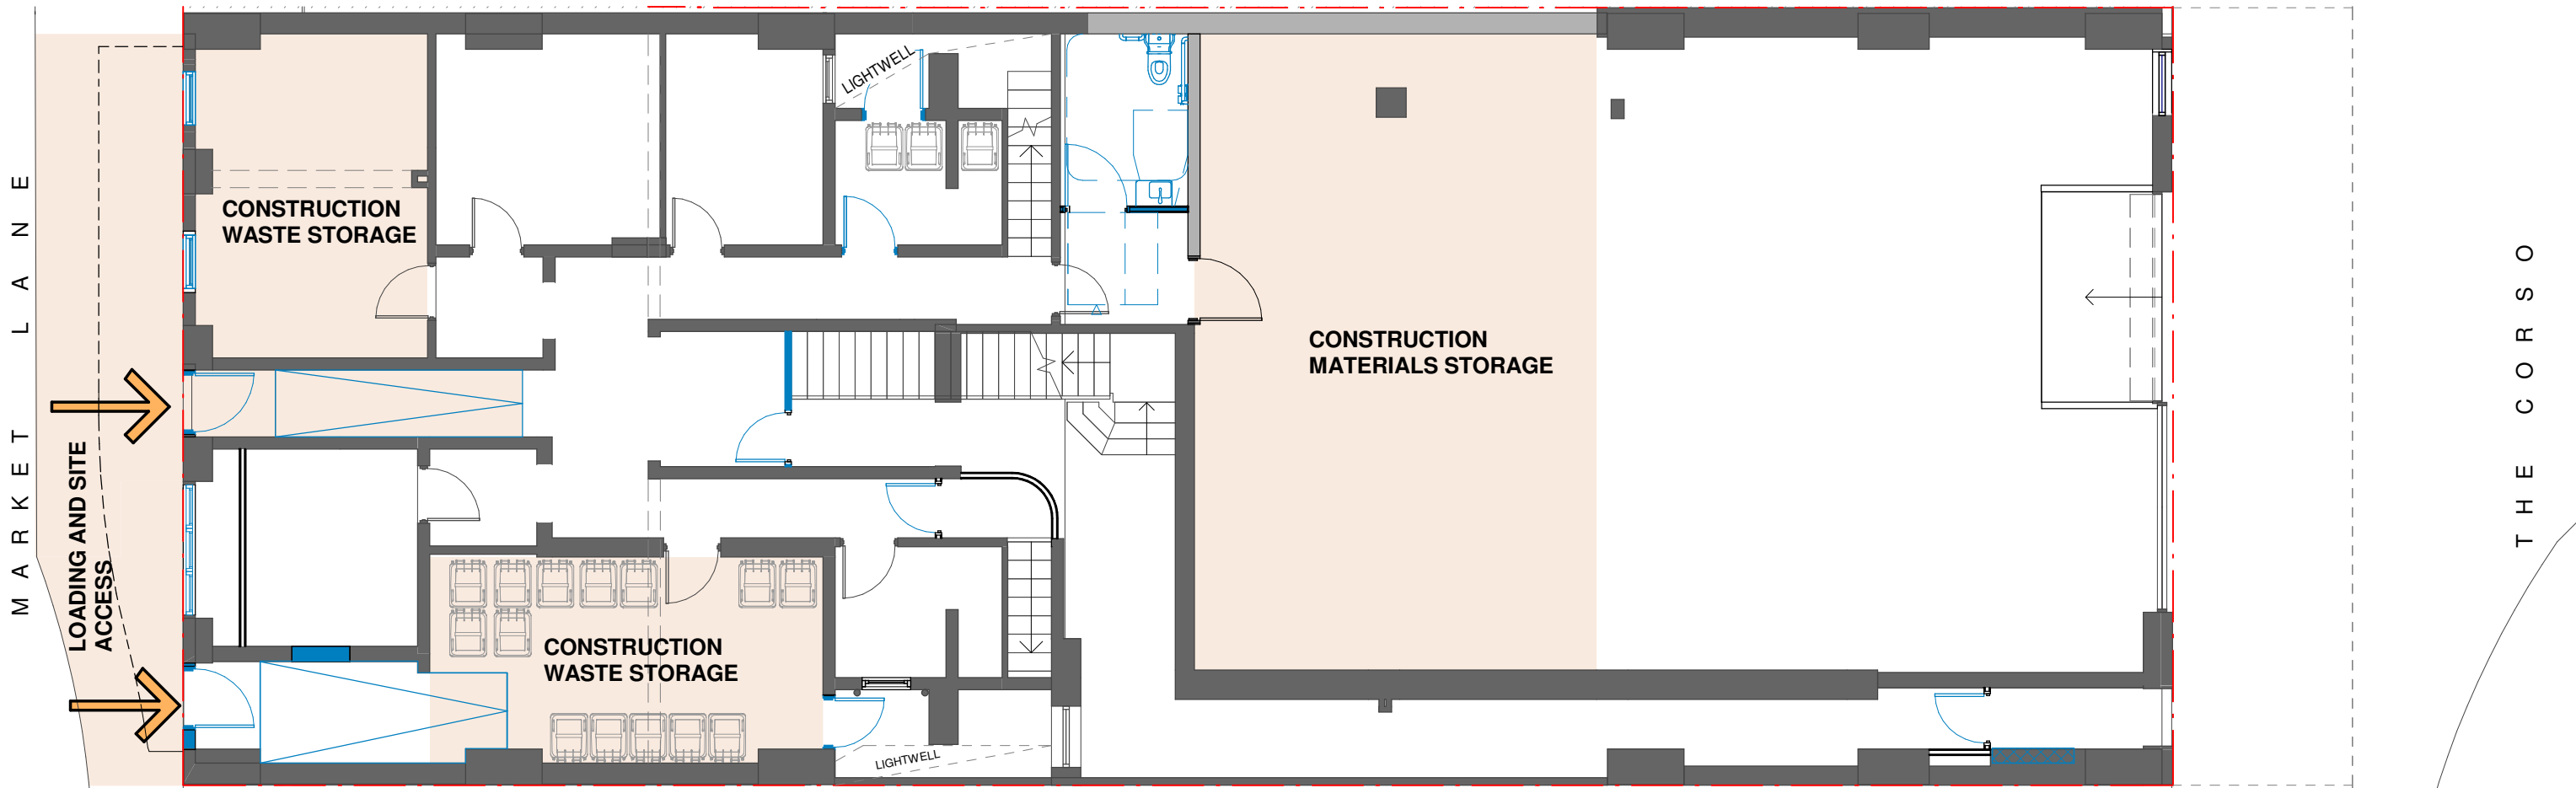 MARKET LANE
LOADING AND SITE
ACCESS
CONSTRUCTION
WASTE STORAGE
LIGHTWELL
CONSTRUCTION
MATERIALS STORAGE
CONSTRUCTION
WASTE STORAGE
LIGHTWELL
THE CORSO